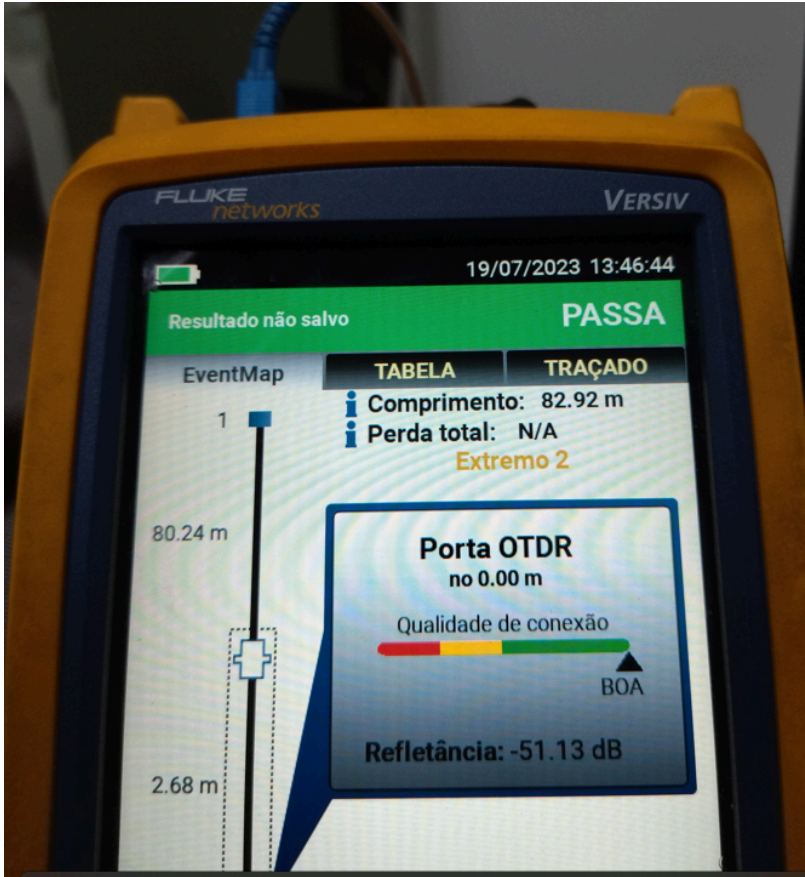 FLUKE
networks
VERSIV
19/07/2023 13:46:44
Resultado não salvo
PASSA
EventMap
TABELA
TRAÇADO
i Comprimento: 82.92 m
i Perda total: N/A
Extremo 2
1
80.24 m
Porta OTDR
no 0.00 m
Qualidade de conexão
BOA
Refletância: -51.13 dB
2.68 m